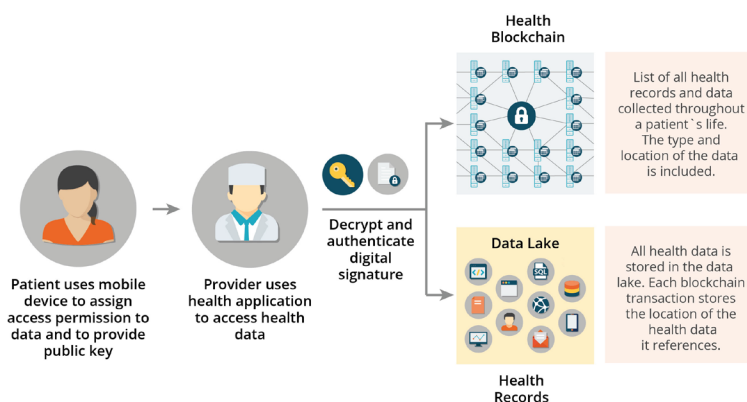 Health
Blockchain
List of all health
records and data
collected throughout
a patient`s life.
The type and
location of the data
is included.
Decrypt and
authenticate
digital
signature
Patient uses mobile
device to assign
access permission to
data and to provide
public key
Provider uses
health application
to access health
data
Data Lake
SQL
All health data is
stored in the data
lake. Each blockchain
transaction stores
the location of the
health data
it references.
Health
Records